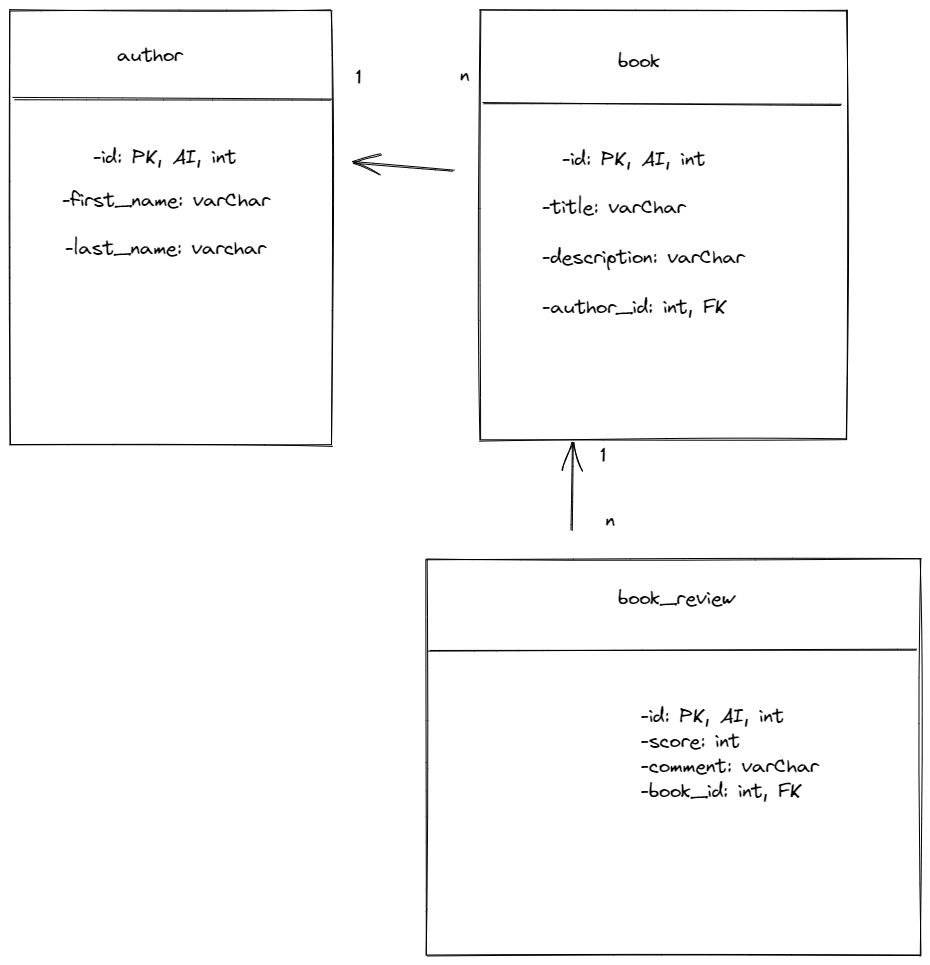 author
-id: PK, AI, int
-first_name: varChar
-last_name: varchar
1
n
book
-id: PK, AI, int
-title: varChar
-description: varChar
-author_id: int, FK
1
n
book_review
-id: PK, AI, int
-score: int
-comment: varChar
-book_id: int, FK